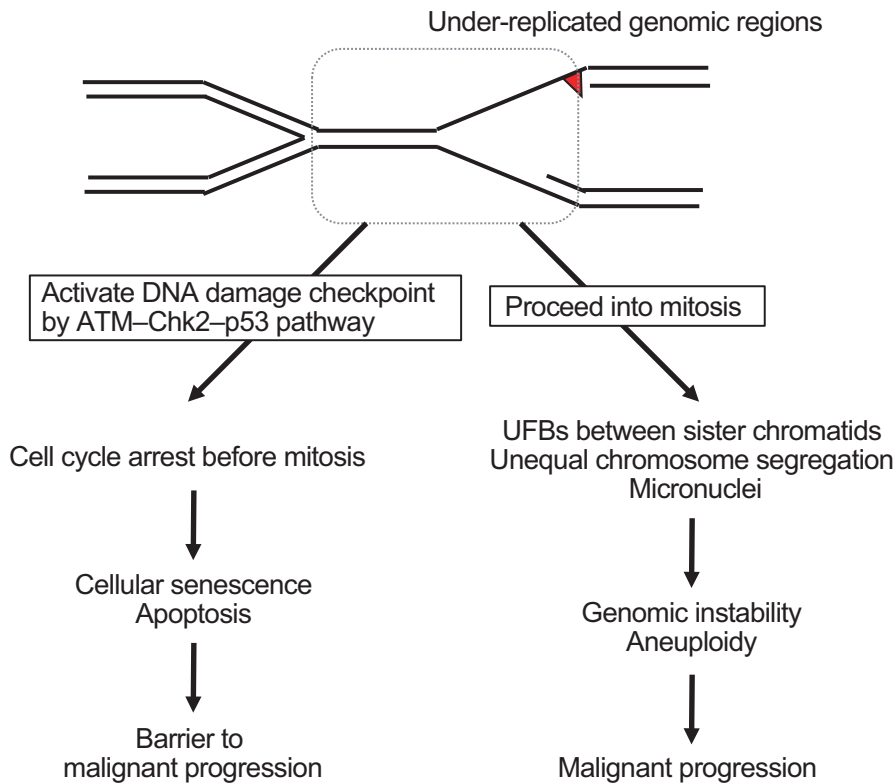 Under-replicated genomic regions
Activate DNA damage checkpoint
by ATM–Chk2–p53 pathway
Proceed into mitosis
Cell cycle arrest before mitosis
UFBs between sister chromatids
Unequal chromosome segregation
Micronuclei
Cellular senescence
Apoptosis
Genomic instability
Aneuploidy
Barrier to
malignant progression
Malignant progression